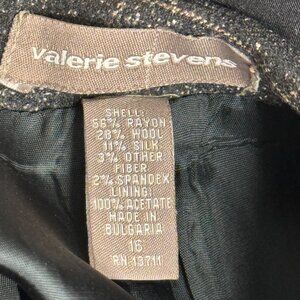 valerie stevens
SHELL:
56% RAYON
28% WOOL
11% SILK
3% OTHER
FIBER
2% SPANDEX
LINING:
100% ACETATE
MADE IN
BULGARIA
16
RN 13711